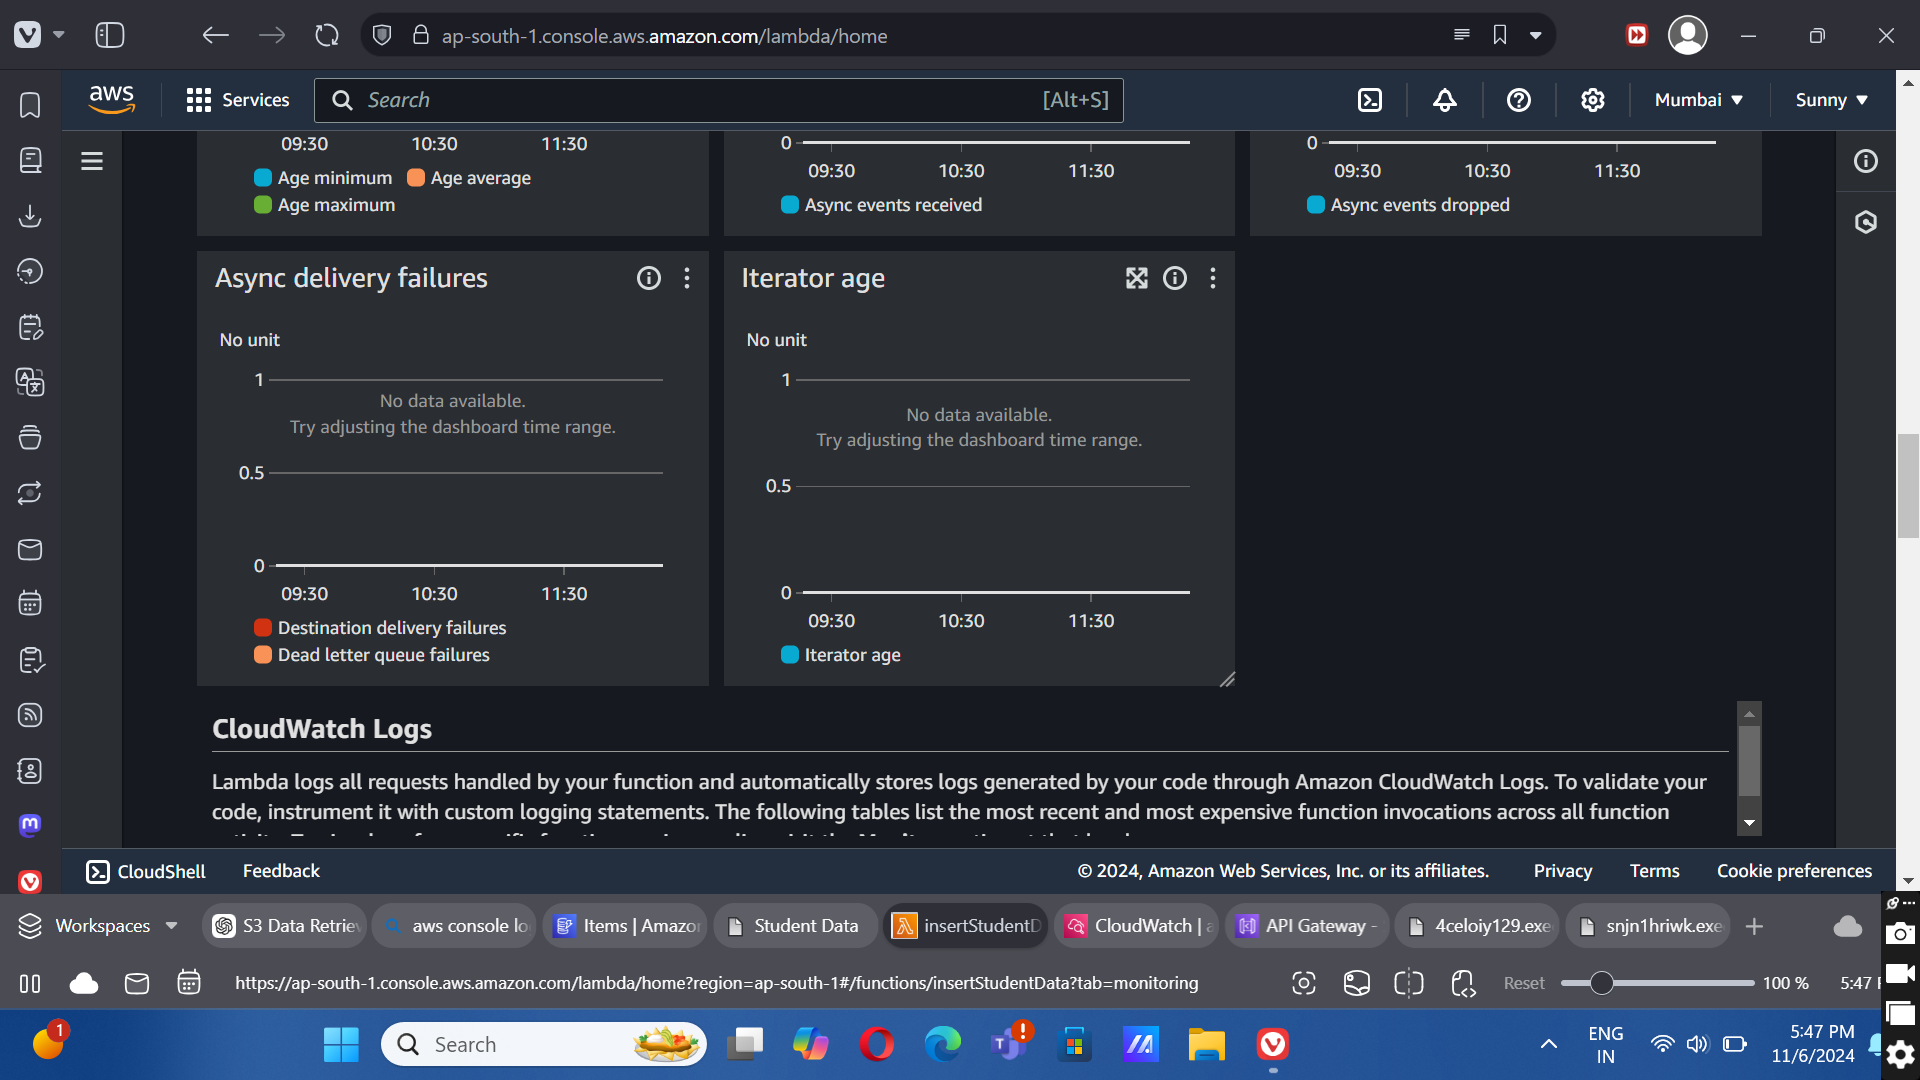 ap-south-1.console.aws.amazon.com/lambda/home
aws
Services
Search
[Alt+S]
Mumbai
Sunny
09:30 10:30 11:30
Age minimum Age average
Age maximum
0
09:30 10:30 11:30
Async events received
0
09:30 10:30 11:30
Async events dropped
Async delivery failures
No unit
1
No data available.
Try adjusting the dashboard time range.
0.5
0
09:30 10:30 11:30
Destination delivery failures
Dead letter queue failures
Iterator age
No unit
1
No data available.
Try adjusting the dashboard time range.
0.5
0
09:30 10:30 11:30
Iterator age
CloudWatch Logs
Lambda logs all requests handled by your function and automatically stores logs generated by your code through Amazon CloudWatch Logs. To validate your
code, instrument it with custom logging statements. The following tables list the most recent and most expensive function invocations across all function
CloudShell
Feedback
© 2024, Amazon Web Services, Inc. or its affiliates.
Privacy
Terms
Cookie preferences
Workspaces
S3 Data Retrie
aws console lo
Items | Amazo
Student Data
insertStudentD
CloudWatch | a
API Gateway -
4celoiy129.exe
snjn1hriwk.exe
https://ap-south-1.console.aws.amazon.com/lambda/home?region=ap-south-1#/functions/insertStudentData?tab=monitoring
Reset
100 %
5:47
1
Search
ENG
IN
5:47 PM
11/6/2024